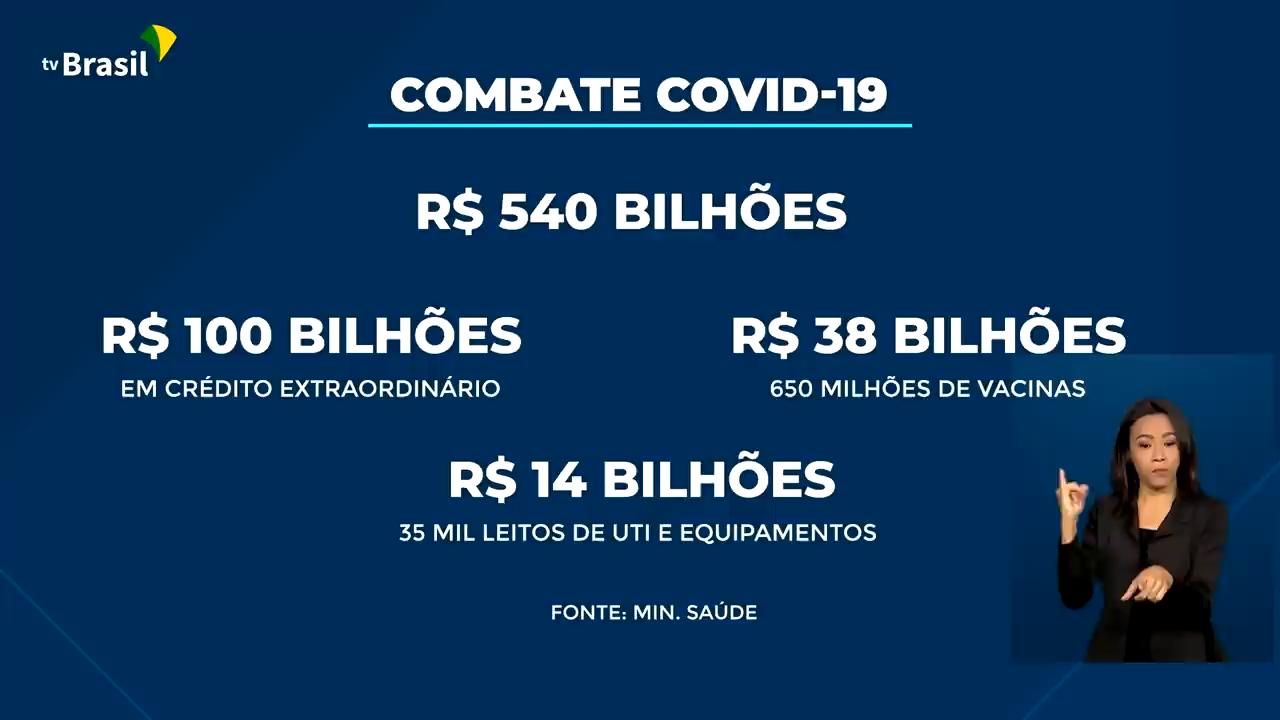 tv Brasil
COMBATE COVID-19
R$ 540 BILHÕES
R$ 100 BILHÕES
EM CRÉDITO EXTRAORDINÁRIO
R$ 38 BILHÕES
650 MILHÕES DE VACINAS
R$ 14 BILHÕES
35 MIL LEITOS DE UTI E EQUIPAMENTOS
FONTE: MIN. SAÚDE